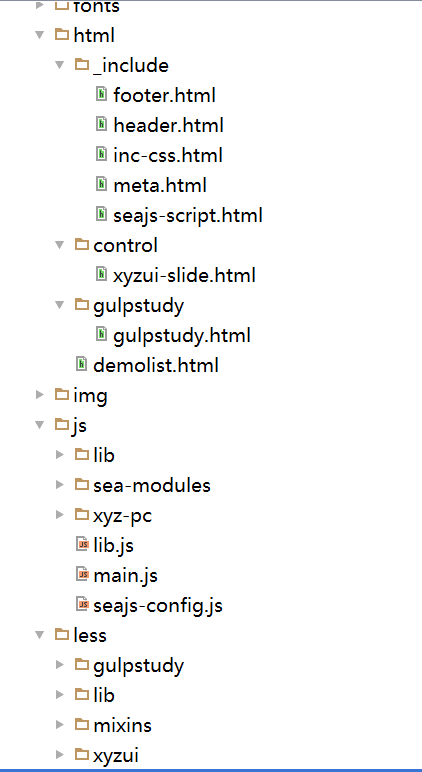 fonts
html
_include
footer.html
header.html
inc-css.html
meta.html
seajs-script.html
control
xyzui-slide.html
gulpstudy
gulpstudy.html
demolist.html
img
js
lib
sea-modules
xyz-pc
lib.js
main.js
seajs-config.js
less
gulpstudy
lib
mixins
xyzui